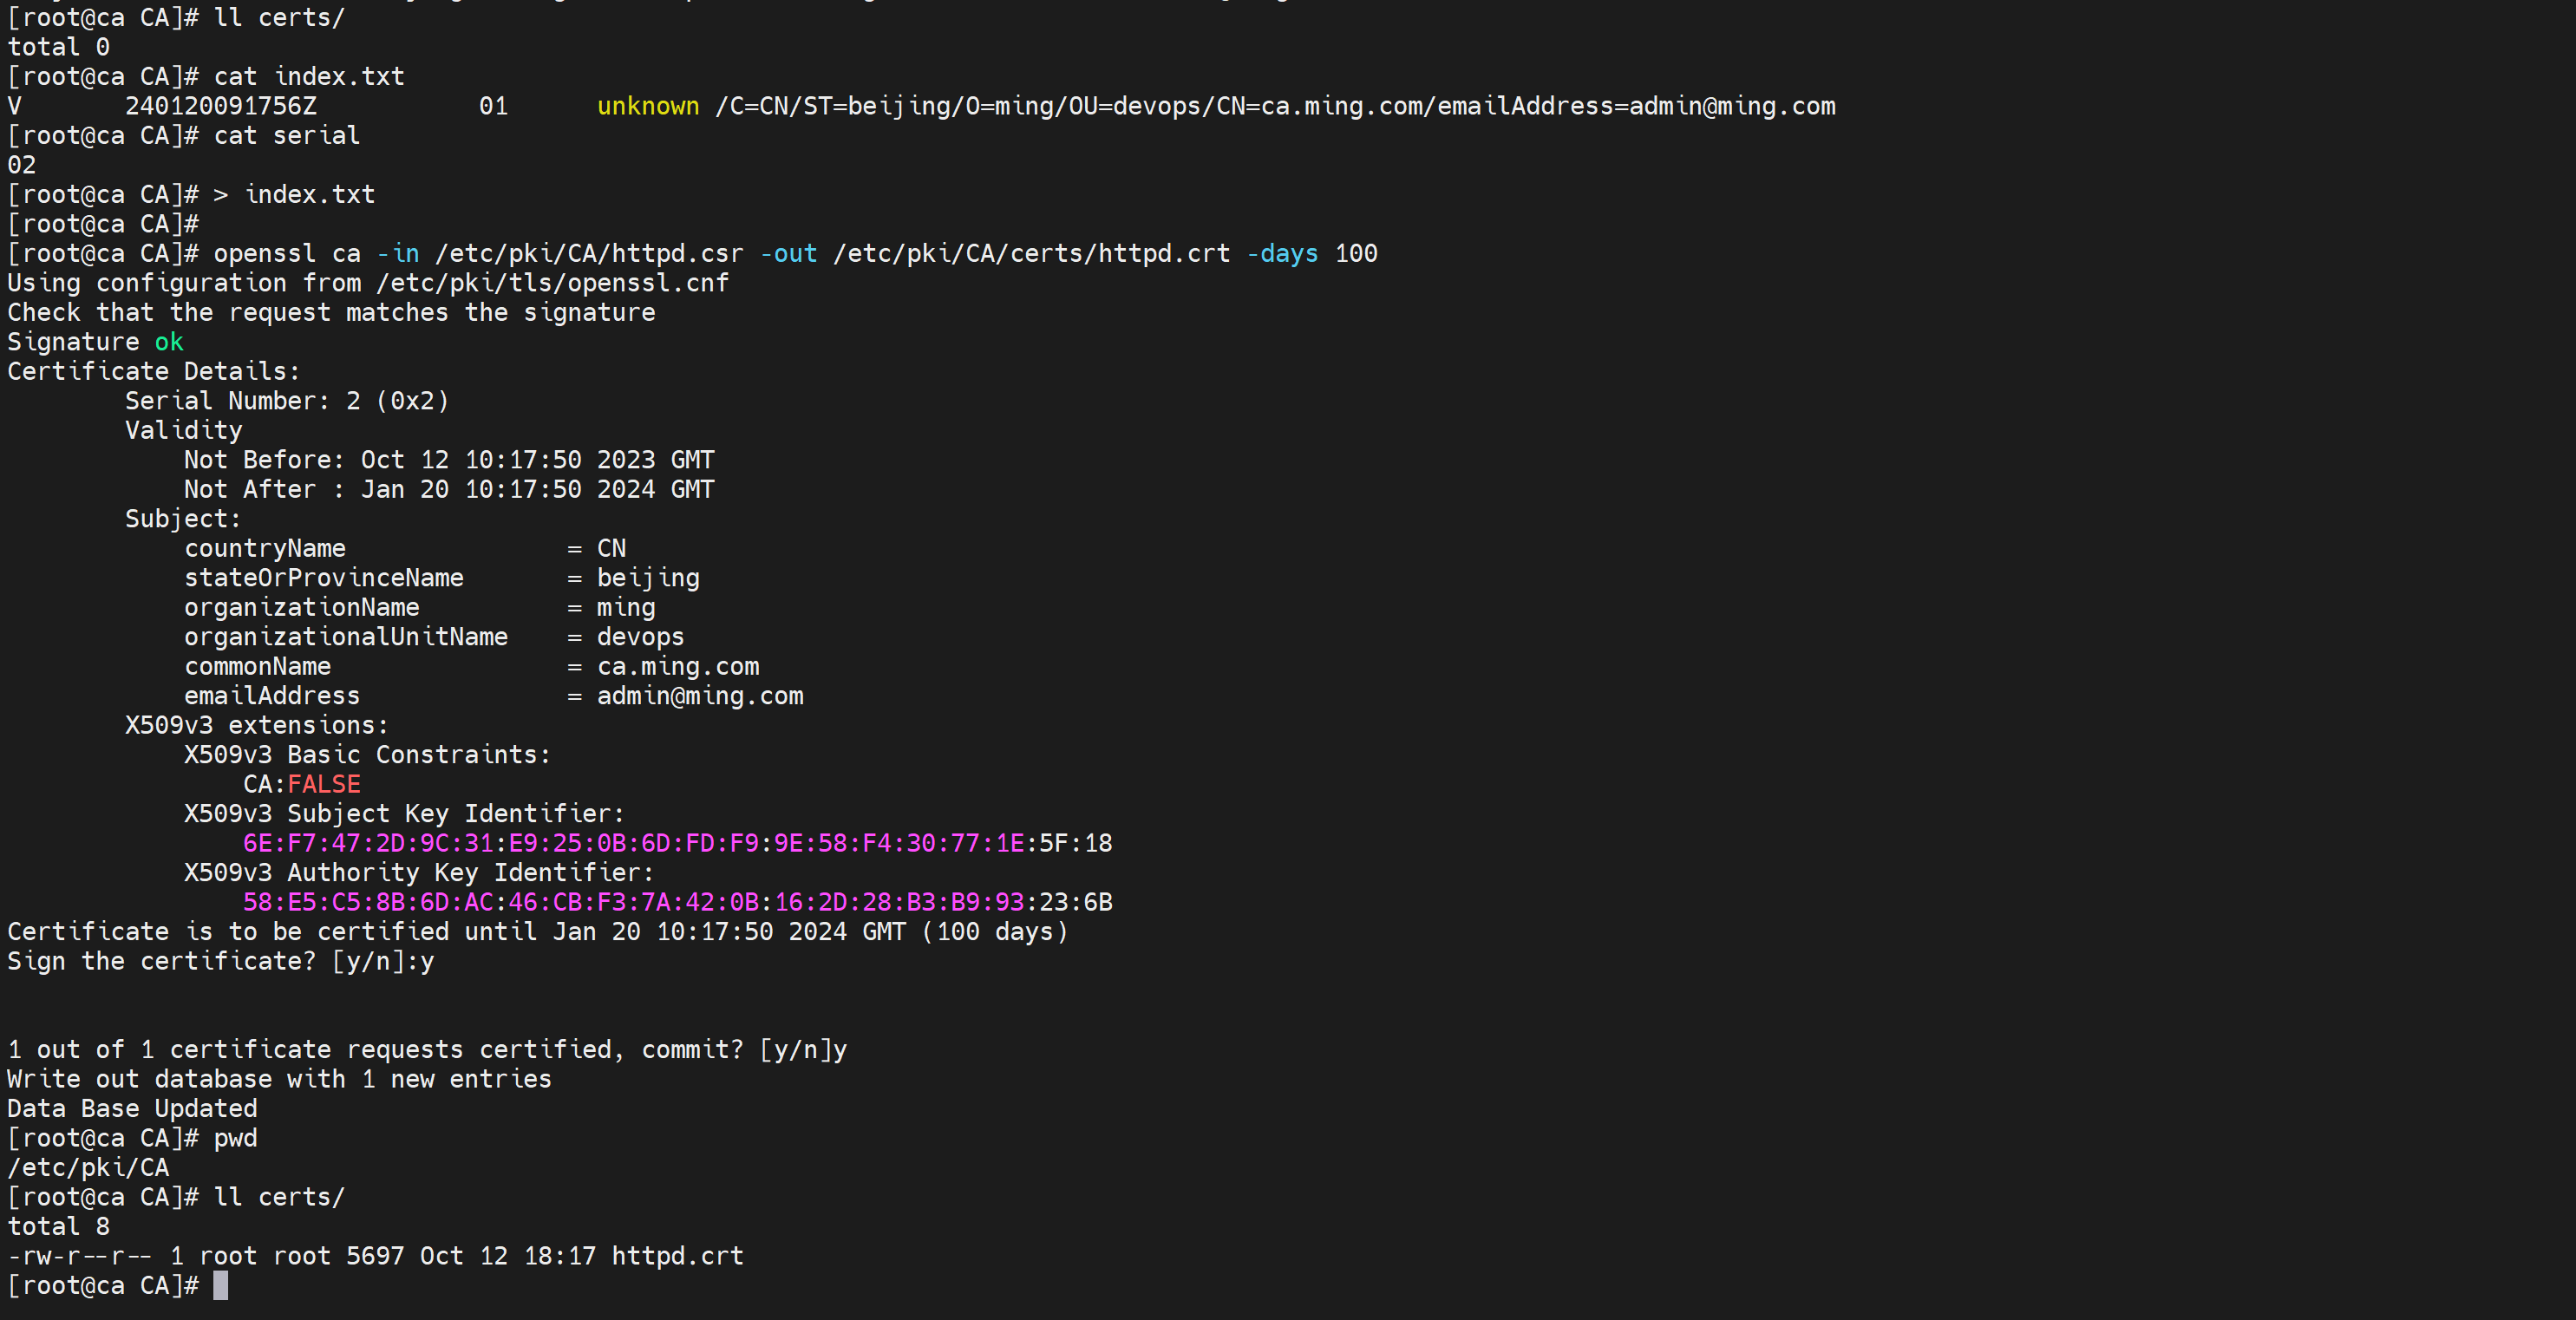 [root@ca CA]# ll certs/
total 0
[root@ca CA]# cat index.txt
V       240120091756Z           01      unknown /C=CN/ST=beijing/O=ming/OU=devops/CN=ca.ming.com/emailAddress=admin@ming.com
[root@ca CA]# cat serial
02
[root@ca CA]# > index.txt
[root@ca CA]#
[root@ca CA]# openssl ca -in /etc/pki/CA/httpd.csr -out /etc/pki/CA/certs/httpd.crt -days 100
Using configuration from /etc/pki/tls/openssl.cnf
Check that the request matches the signature
Signature ok
Certificate Details:
        Serial Number: 2 (0x2)
        Validity
            Not Before: Oct 12 10:17:50 2023 GMT
            Not After : Jan 20 10:17:50 2024 GMT
        Subject:
            countryName               = CN
            stateOrProvinceName       = beijing
            organizationName          = ming
            organizationalUnitName    = devops
            commonName                = ca.ming.com
            emailAddress              = admin@ming.com
        X509v3 extensions:
            X509v3 Basic Constraints:
                CA:FALSE
            X509v3 Subject Key Identifier:
                6E:F7:47:2D:9C:31:E9:25:0B:6D:FD:F9:9E:58:F4:30:77:1E:5F:18
            X509v3 Authority Key Identifier:
                58:E5:C5:8B:6D:AC:46:CB:F3:7A:42:0B:16:2D:28:B3:B9:93:23:6B
Certificate is to be certified until Jan 20 10:17:50 2024 GMT (100 days)
Sign the certificate? [y/n]:y
1 out of 1 certificate requests certified, commit? [y/n]y
Write out database with 1 new entries
Data Base Updated
[root@ca CA]# pwd
/etc/pki/CA
[root@ca CA]# ll certs/
total 8
-rw-r--r-- 1 root root 5697 Oct 12 18:17 httpd.crt
[root@ca CA]#